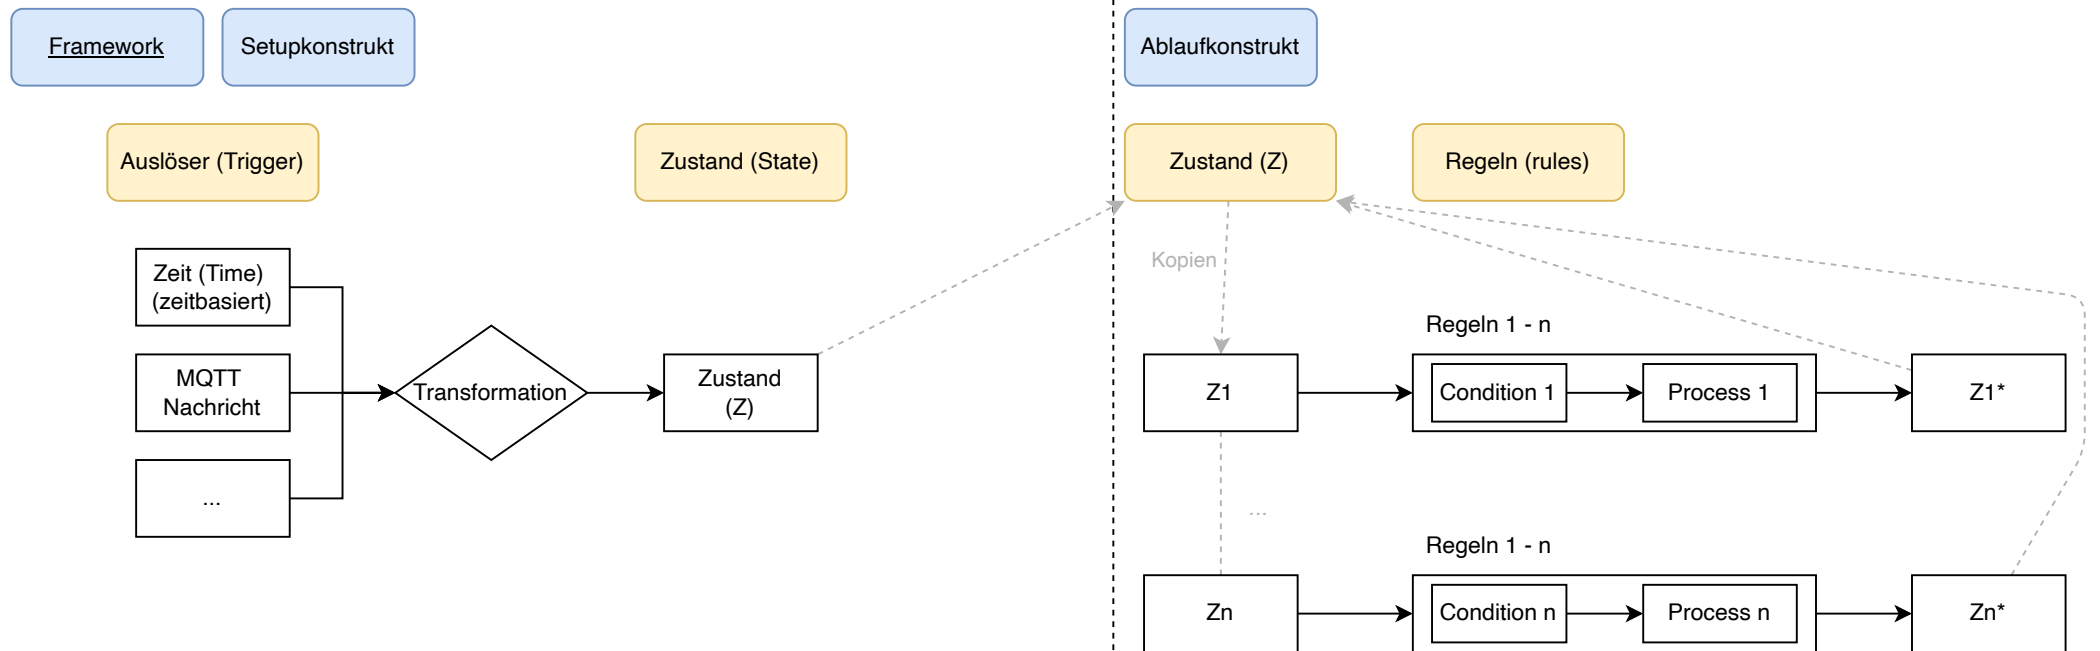 Framework
Setupkonstrukt
Ablaufkonstrukt
Auslöser (Trigger)
Zustand (State)
Zustand (Z)
Regeln (rules)
Zeit (Time)
(zeitbasiert)
MQTT
Nachricht
...
Transformation
Zustand
(Z)
Kopien
Regeln 1 - n
Z1
Condition 1
Process 1
Z1*
...
Regeln 1 - n
Zn
Condition n
Process n
Zn*